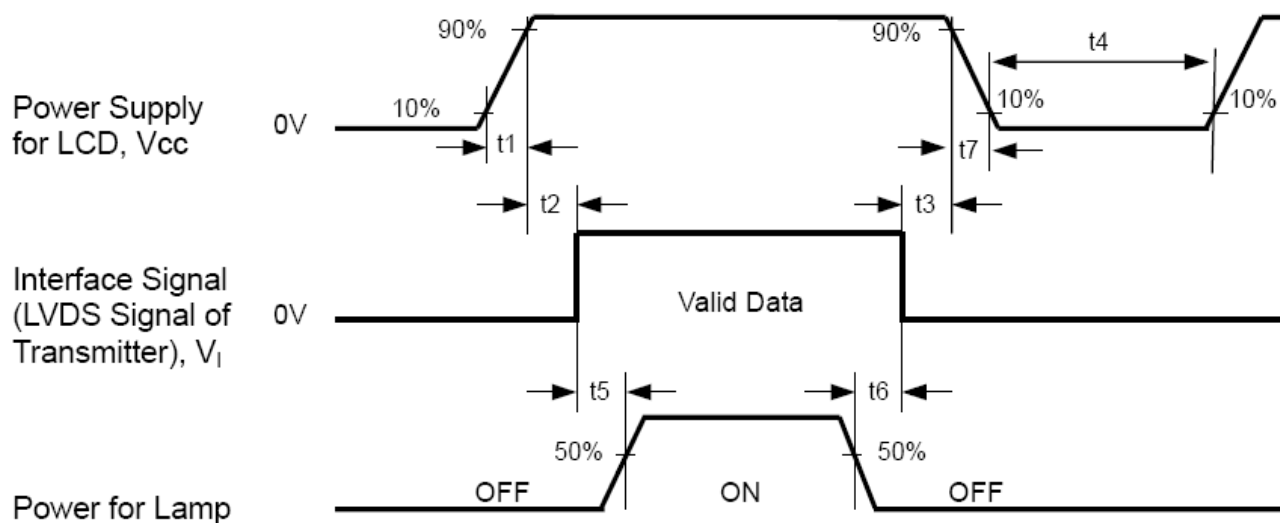 90% 90% t4
10% 10% 10%
Power Supply
for LCD, Vcc
0V
t1 t7
t2 t3
Interface Signal
(LVDS Signal of
Transmitter), VI
0V
Valid Data
t5 t6
50% 50%
Power for Lamp
OFF ON OFF